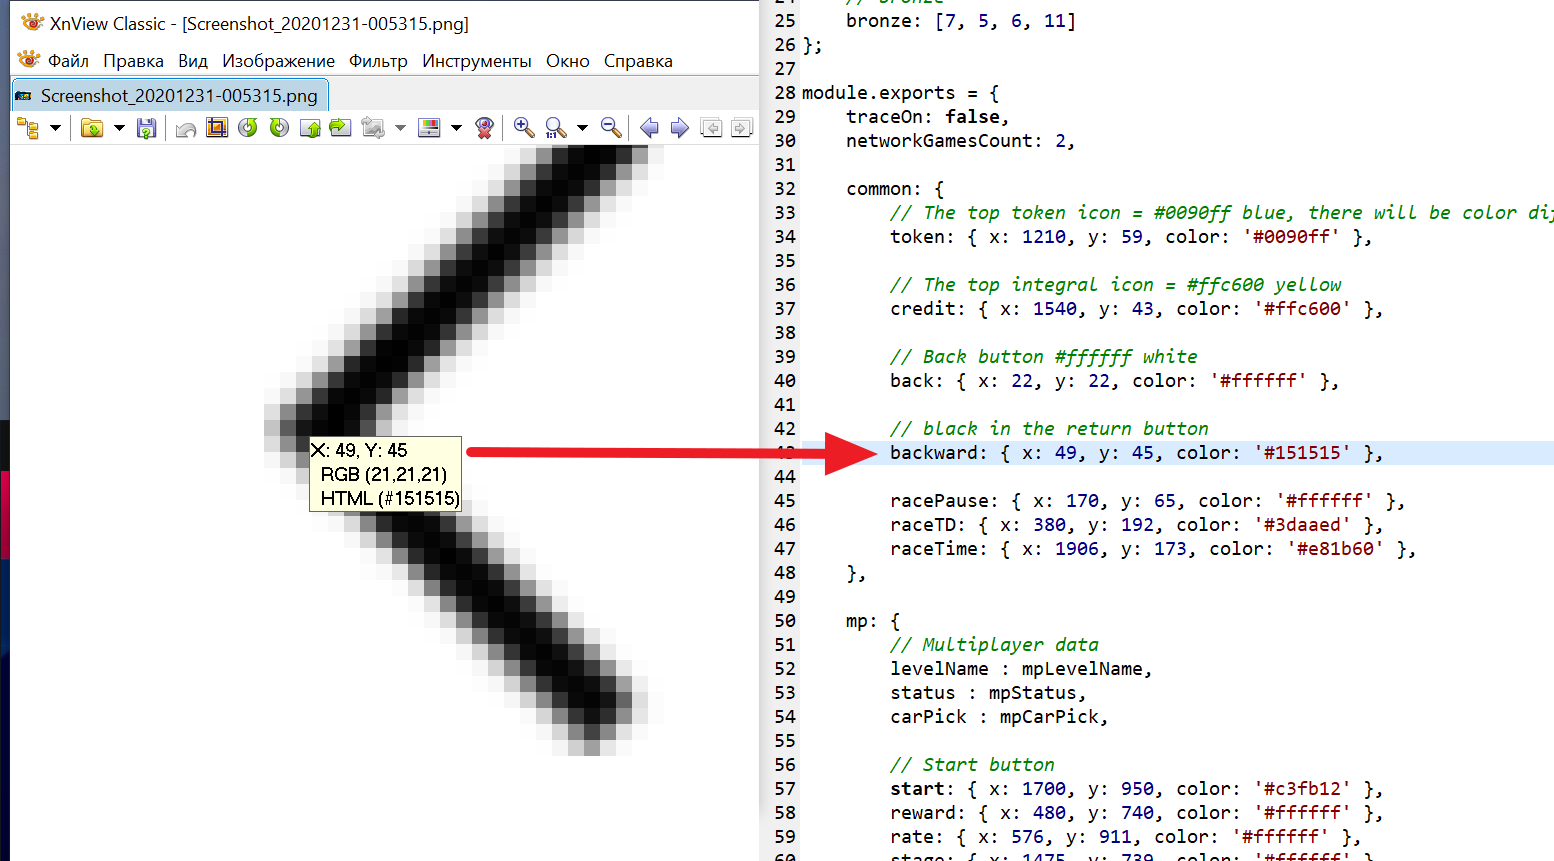 XnView Classic - [Screenshot_20201231-005315.png]
Файл Правка Вид Изображение Фильтр Инструменты Окно Справка
Screenshot_20201231-005315.png
1:1
X: 49, Y: 45
RGB (21,21,21)
HTML (#151515)
25 bronze: [7, 5, 6, 11]
26 };
27
28 module.exports = {
29 traceOn: false,
30 networkGamesCount: 2,
31
32 common: {
33 // The top token icon = #0090ff blue, there will be color
34 token: { x: 1210, y: 59, color: '#0090ff' },
35
36 // The top integral icon = #ffc600 yellow
37 credit: { x: 1540, y: 43, color: '#ffc600' },
38
39 // Back button #ffffff white
40 back: { x: 22, y: 22, color: '#ffffff' },
41
42 // black in the return button
backward: { x: 49, y: 45, color: '#151515' },
44
45 racePause: { x: 170, y: 65, color: '#ffffff' },
46 raceTD: { x: 380, y: 192, color: '#3daaed' },
47 raceTime: { x: 1906, y: 173, color: '#e81b60' },
48 },
49
50 mp: {
51 // Multiplayer data
52 levelName : mpLevelName,
53 status : mpStatus,
54 carPick : mpCarPick,
55
56 // Start button
57 start: { x: 1700, y: 950, color: '#c3fb12' },
58 reward: { x: 480, y: 740, color: '#ffffff' },
59 rate: { x: 576, y: 911, color: '#ffffff' },
60 stage: { x: 1475, y: 739, color: '#ffffff' },